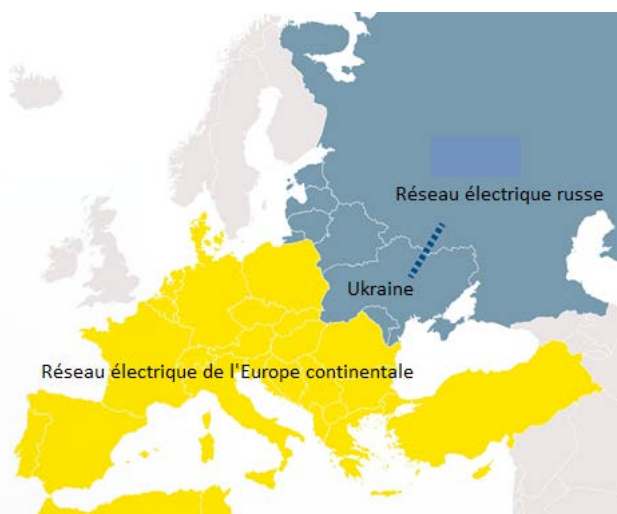 Réseau électrique russe
Ukraine
Réseau électrique de l'Europe continentale